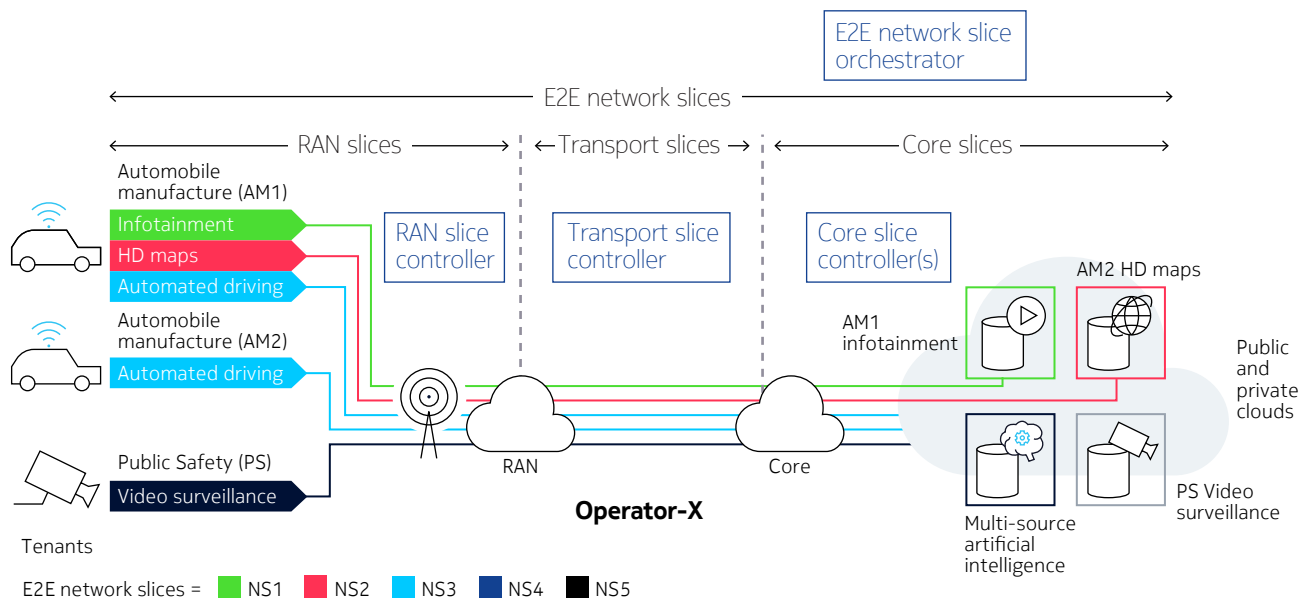 E2E network slice
orchestrator
E2E network slices
RAN slices
Transport slices
Core slices
Automobile
manufacture (AM1)
Infotainment
HD maps
Automated driving
RAN slice
controller
Transport slice
controller
Core slice
controller(s)
AM2 HD maps
AM1
infotainment
Automobile
manufacture (AM2)
Automated driving
Public
and
private
clouds
Public Safety (PS)
Video surveillance
RAN
Core
Operator-X
PS Video
surveillance
Multi-source
artificial
intelligence
Tenants
E2E network slices = NS1 NS2 NS3 NS4 NS5